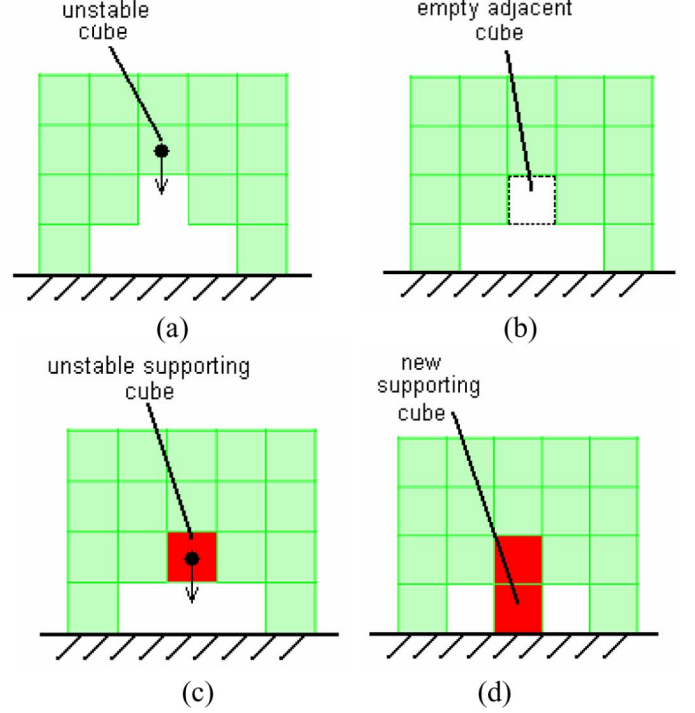 unstable
cube
empty adjacent
cube
(a)
(b)
unstable supporting
cube
new
supporting
cube
(c)
(d)